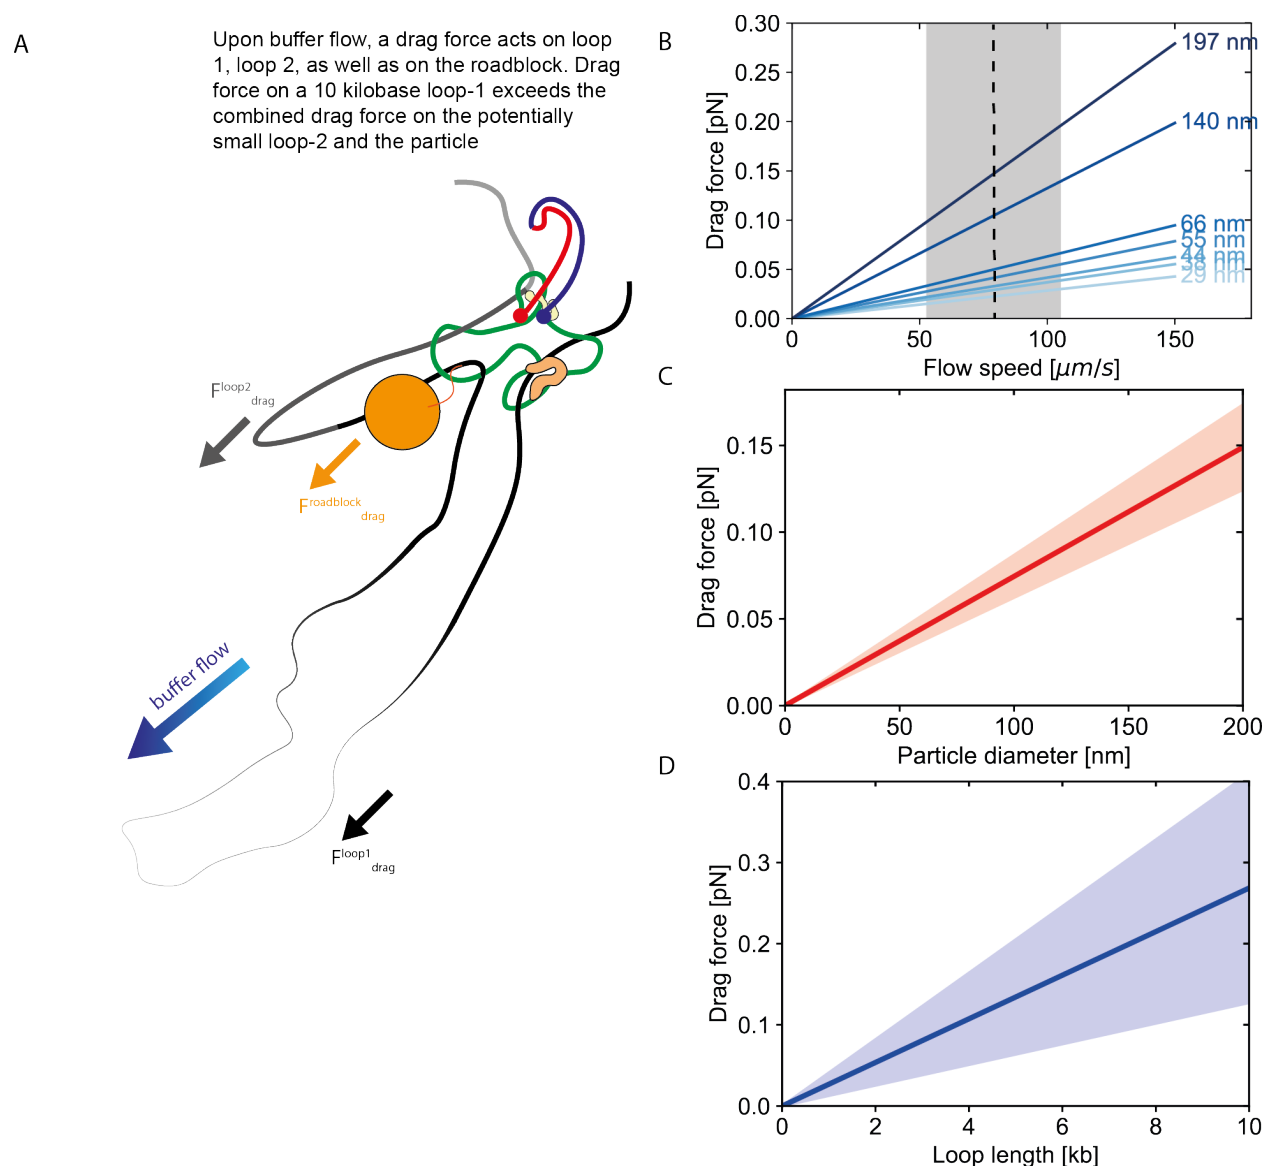 A
Upon buffer flow, a drag force acts on loop
1, loop 2, as well as on the roadblock. Drag
force on a 10 kilobase loop-1 exceeds the
combined drag force on the potentially
small loop-2 and the particle
F loop2 drag
F roadblock drag
buffer flow
F loop1 drag
B
Drag force [pN]
0.30
0.25
0.20
0.15
0.10
0.05
0.00
197 nm
140 nm
66 nm
55 nm
44 nm
38 nm
29 nm
0 50 100 150
Flow speed [μm/s]
C
Drag force [pN]
0.15
0.10
0.05
0.00
0 50 100 150 200
Particle diameter [nm]
D
Drag force [pN]
0.4
0.3
0.2
0.1
0.0
0 2 4 6 8 10
Loop length [kb]